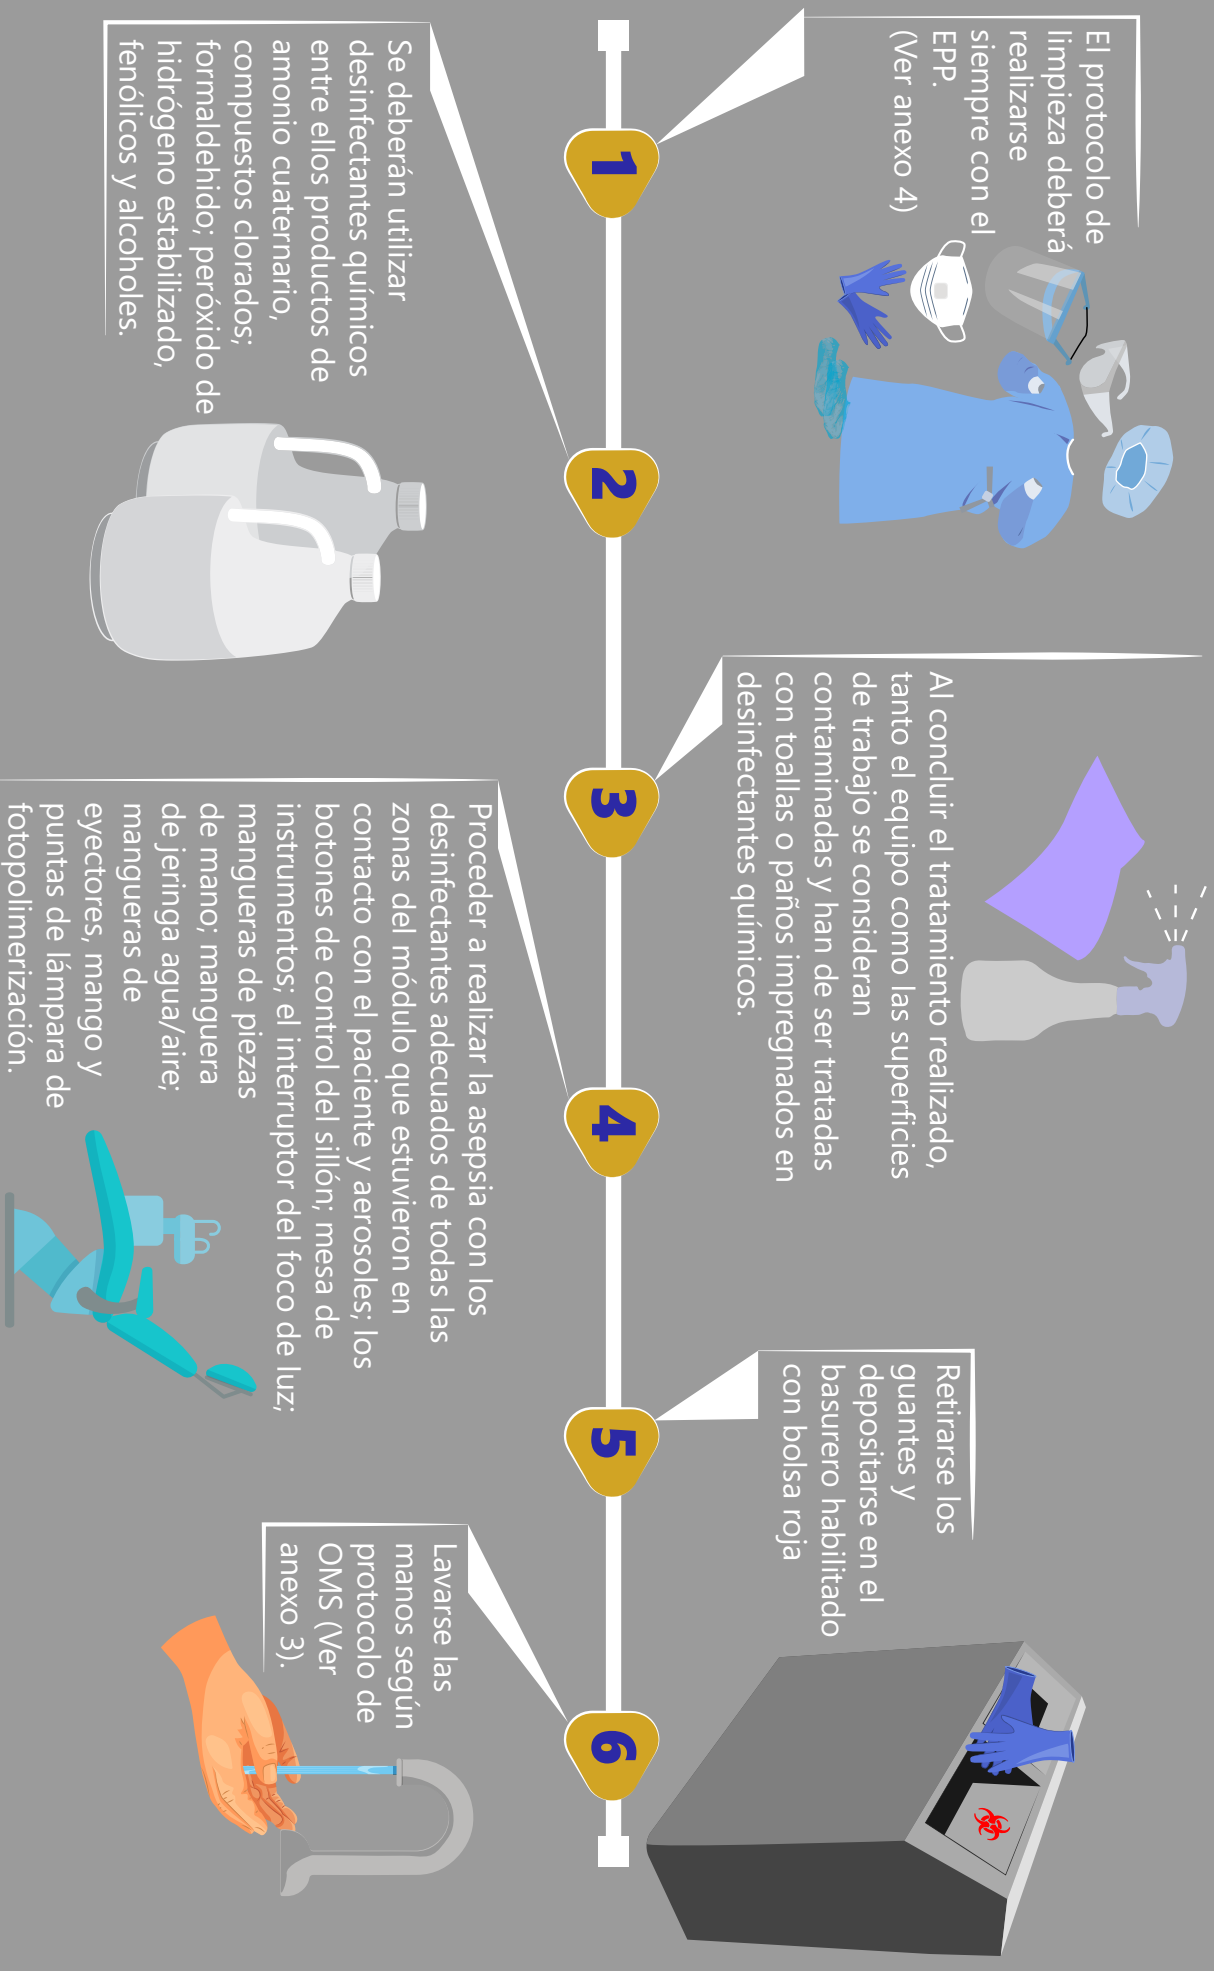 1
El protocolo de
limpieza deberá
realizarse
siempre con el
EPP.
(Ver anexo 4)
2
Se deberán utilizar
desinfectantes químicos
entre ellos productos de
amonio cuaternario,
compuestos clorados;
formaldehido; peróxido de
hidrógeno estabilizado,
fenólicos y alcoholes.
3
Al concluir el tratamiento realizado,
tanto el equipo como las superficies
de trabajo se consideran
contaminadas y han de ser tratadas
con toallas o paños impregnados en
desinfectantes químicos.
4
Proceder a realizar la asepsia con los
desinfectantes adecuados de todas las
zonas del módulo que estuvieron en
contacto con el paciente y aerosoles; los
botones de control del sillón; mesa de
instrumentos; el interruptor del foco de luz;
mangueras de piezas
de mano; manguera
de jeringa agua/aire;
mangueras de
eyectores, mango y
puntas de lámpara de
fotopolimerización.
5
Retirarse los
guantes y
depositarse en el
basurero habilitado
con bolsa roja
6
Lavarse las
manos según
protocolo de
OMS (Ver
anexo 3).